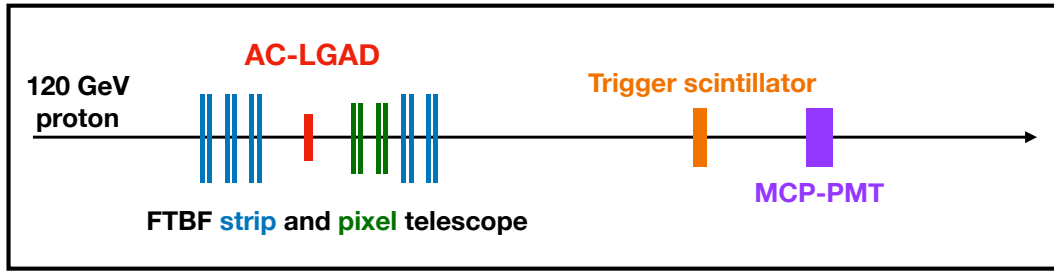 AC-LGAD
120 GeV
proton
Trigger scintillator
MCP-PMT
FTBF strip and pixel telescope